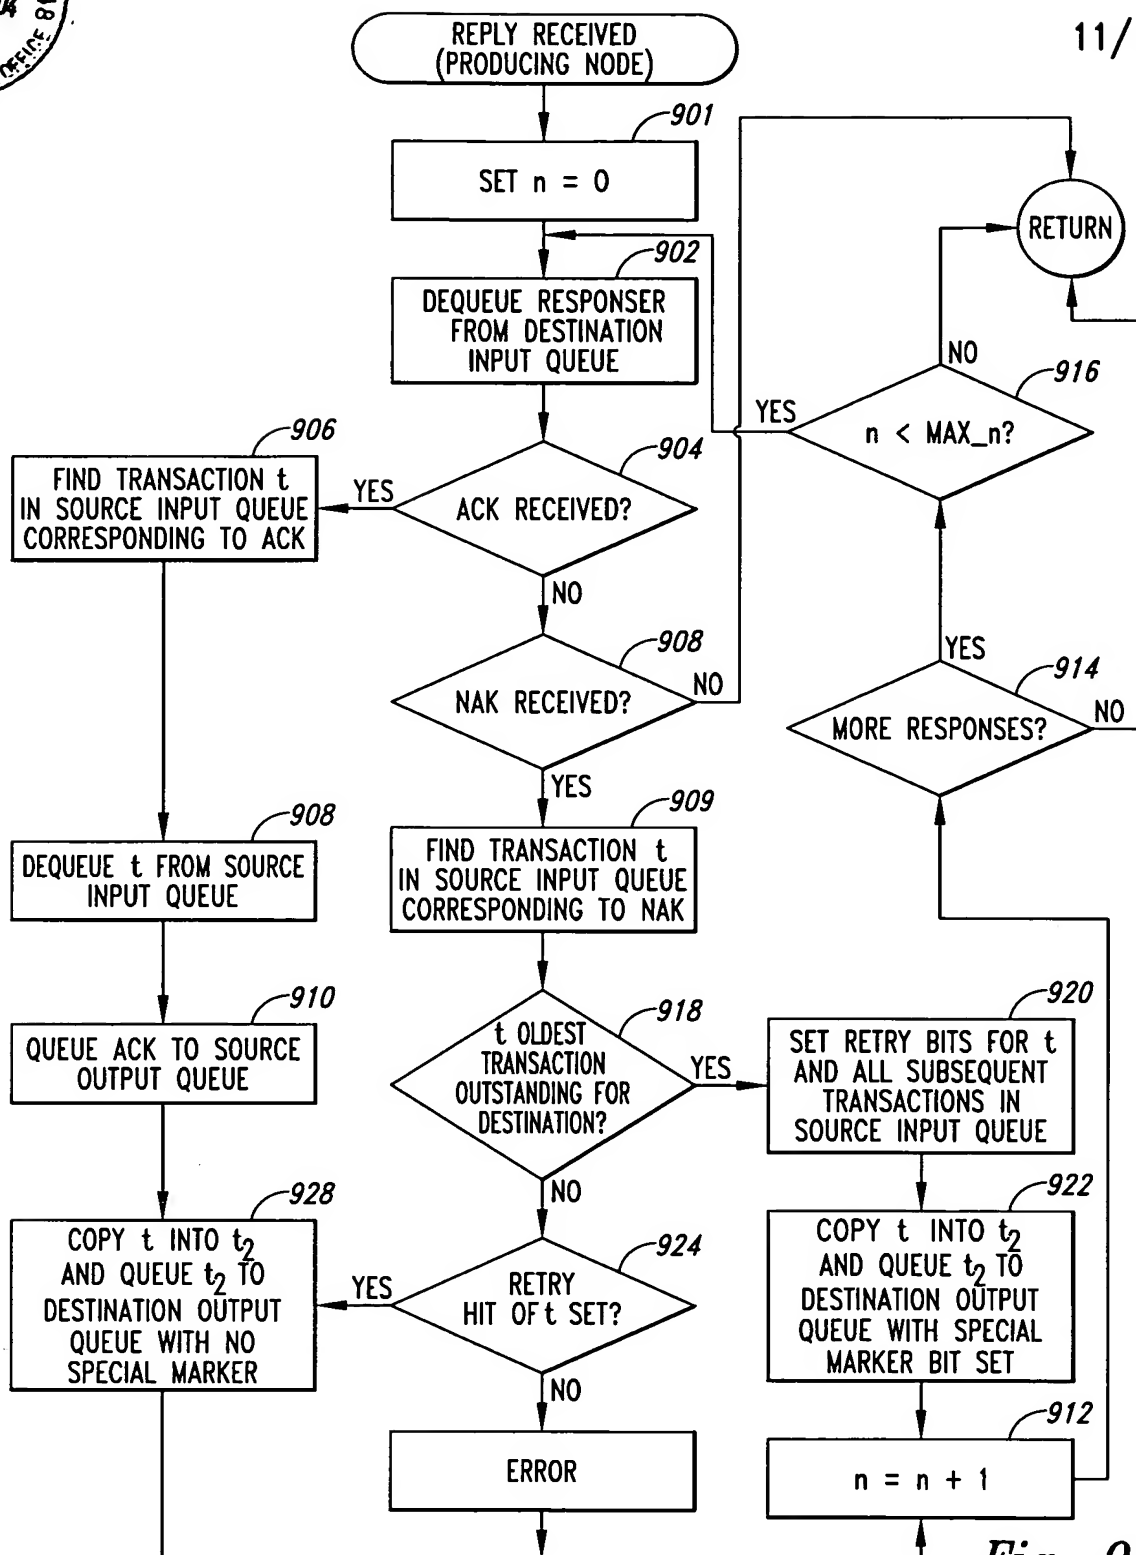 04
OFFICE
REPLY RECEIVED
(PRODUCING NODE)
11/
901
SET n = 0
RETURN
902
DEQUEUE RESPONSER
FROM DESTINATION
INPUT QUEUE
NO
916
YES
n < MAX_n?
906
FIND TRANSACTION t
IN SOURCE INPUT QUEUE
CORRESPONDING TO ACK
YES
904
ACK RECEIVED?
NO
908
NAK RECEIVED?
NO
YES
YES
914
MORE RESPONSES?
NO
908
DEQUEUE t FROM SOURCE
INPUT QUEUE
909
FIND TRANSACTION t
IN SOURCE INPUT QUEUE
CORRESPONDING TO NAK
910
QUEUE ACK TO SOURCE
OUTPUT QUEUE
918
t OLDEST
TRANSACTION
OUTSTANDING FOR
DESTINATION?
YES
NO
920
SET RETRY BITS FOR t
AND ALL SUBSEQUENT
TRANSACTIONS IN
SOURCE INPUT QUEUE
928
COPY t INTO t2
AND QUEUE t2 TO
DESTINATION OUTPUT
QUEUE WITH NO
SPECIAL MARKER
YES
924
RETRY
HIT OF t SET?
NO
922
COPY t INTO t2
AND QUEUE t2 TO
DESTINATION OUTPUT
QUEUE WITH SPECIAL
MARKER BIT SET
ERROR
912
n = n + 1